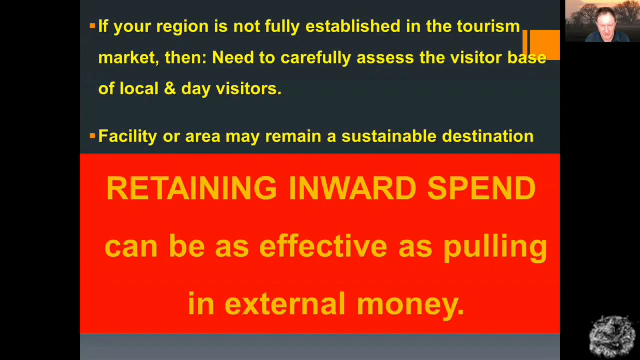 ▪If your region is not fully established in the tourism
market, then: Need to carefully assess the visitor base
of local & day visitors.
▪Facility or area may remain a sustainable destination
RETAINING INWARD SPEND
can be as effective as pulling
in external money.